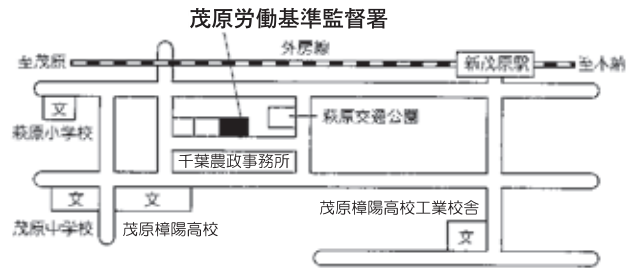 茂原労働基準監督署
外房線
至茂原
新茂原駅
至本納
文
萩原小学校
萩原交通公園
千葉農政事務所
文
文
茂原中学校
茂原樟陽高校
茂原樟陽高校工業校舎
文